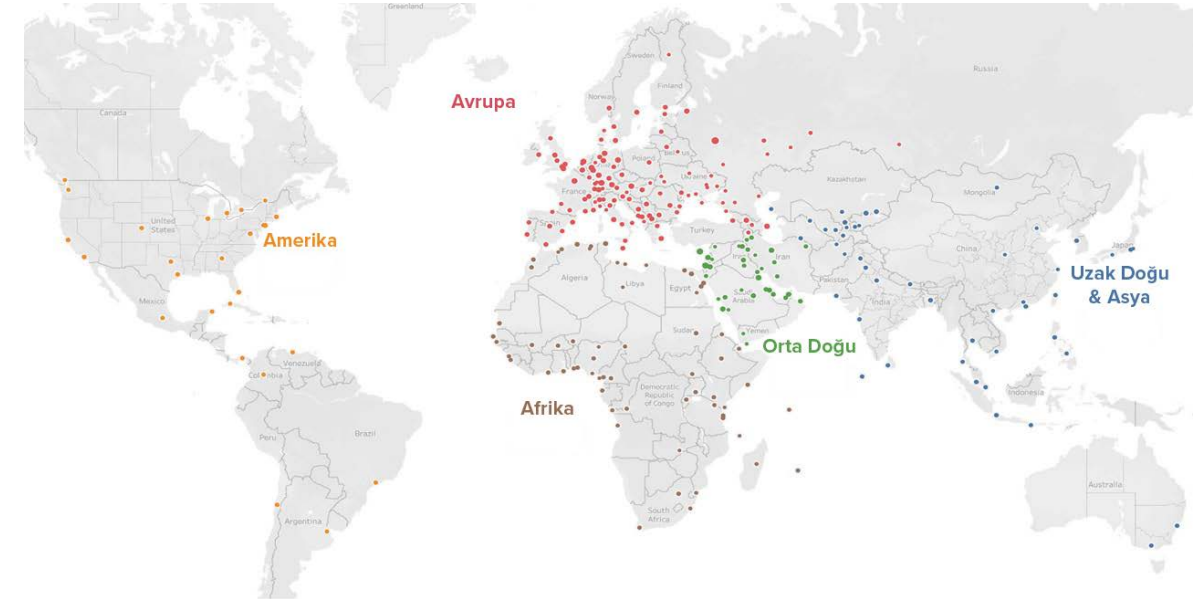 Greenland
Sweden
Russia
Finland
Norway
Avrupa
Canada
Poland
Ukraine
Kazakhstan
Mongolia
France
Spain
United
States
Turkey
Amerika
China
Japan
Iran
Algeria
Libya
Egypt
Saudi
Arabia
Pakistan
India
Uzak Doğu
& Asya
Mexico
Sudan
Yemen
Orta Doğu
Venezuela
Colombia
Democratic
Republic
of Congo
Indonesia
Afrika
Peru
Brazil
Australia
South
Africa
Argentina